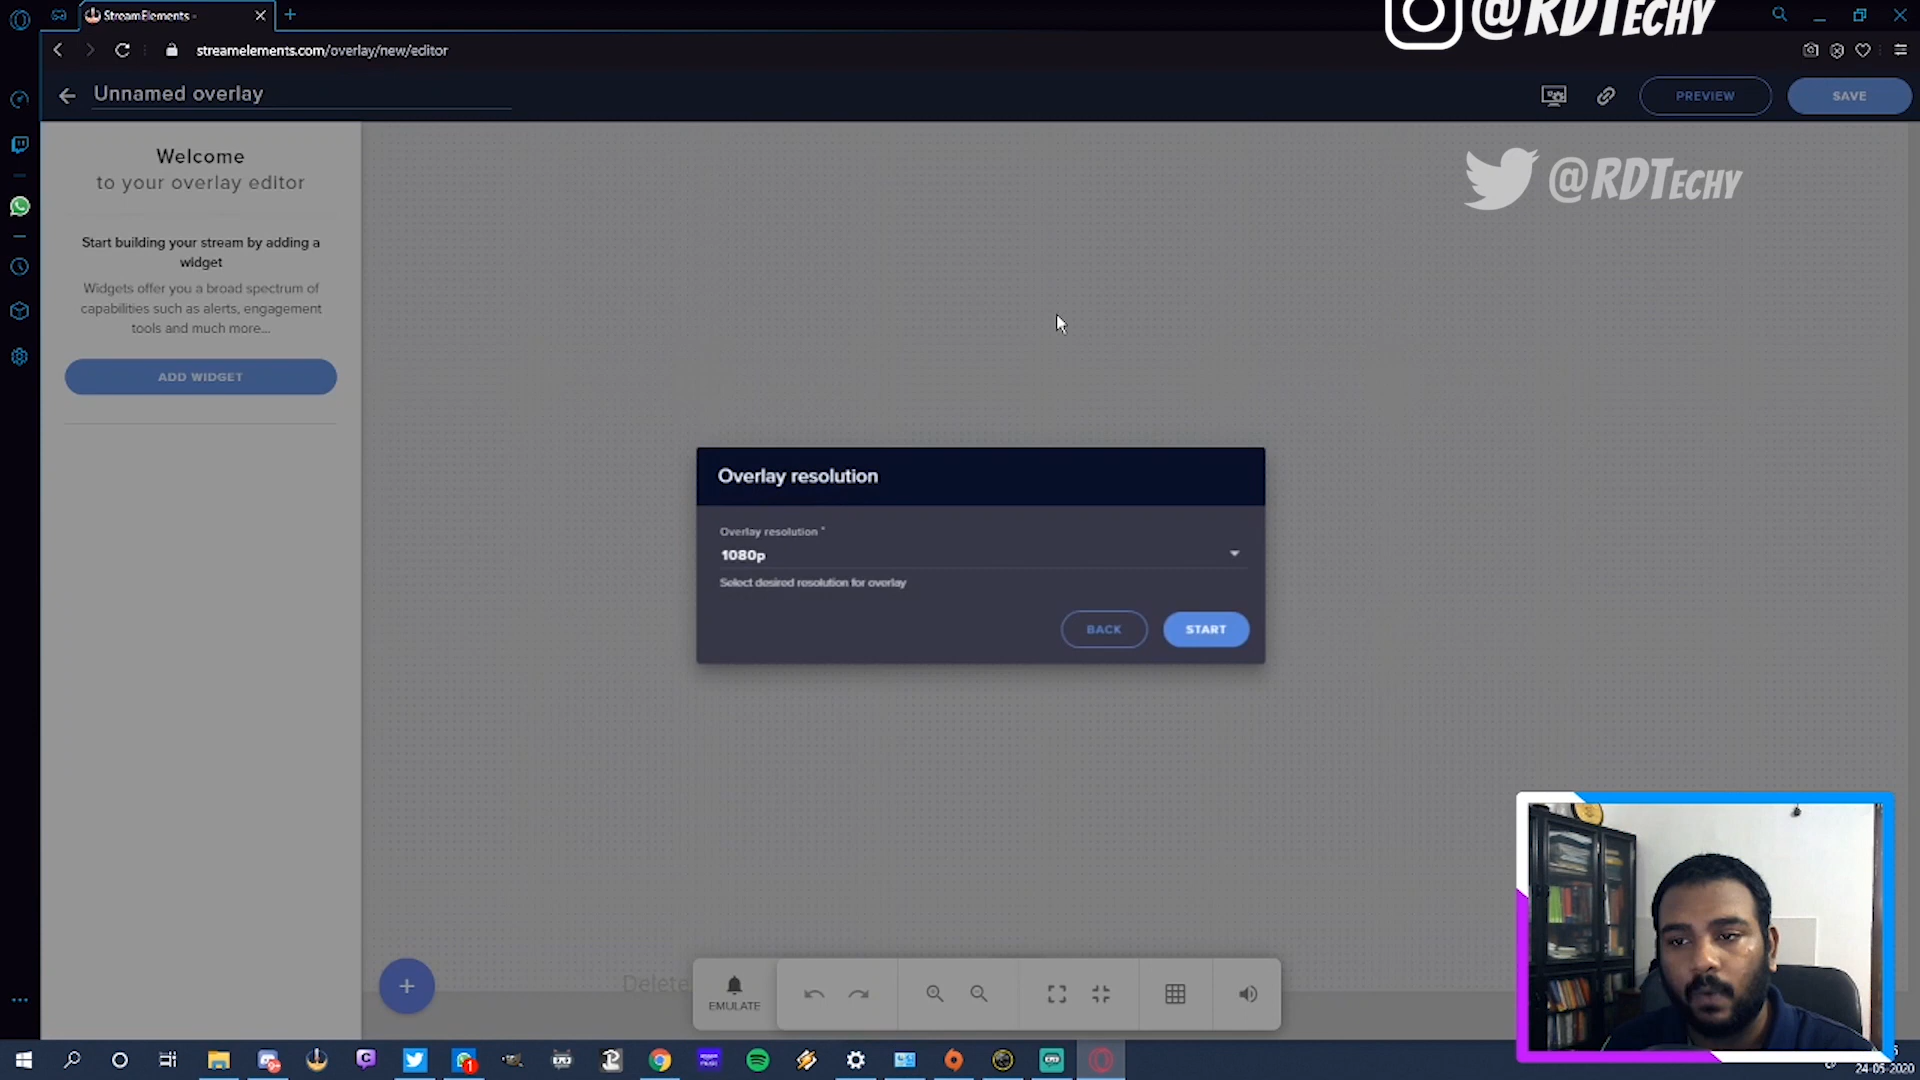 StreamElements -
@RDTechy
streamelements.com/overlay/new/editor
Unnamed overlay
PREVIEW
SAVE
Welcome
to your overlay editor
@RDTechy
Start building your stream by adding a
widget
Widgets offer you a broad spectrum of
capabilities such as alerts, engagement
tools and much more...
ADD WIDGET
Overlay resolution
Overlay resolution *
1080p
Select desired resolution for overlay
BACK
START
Delete
EMULATE
24-05-2020